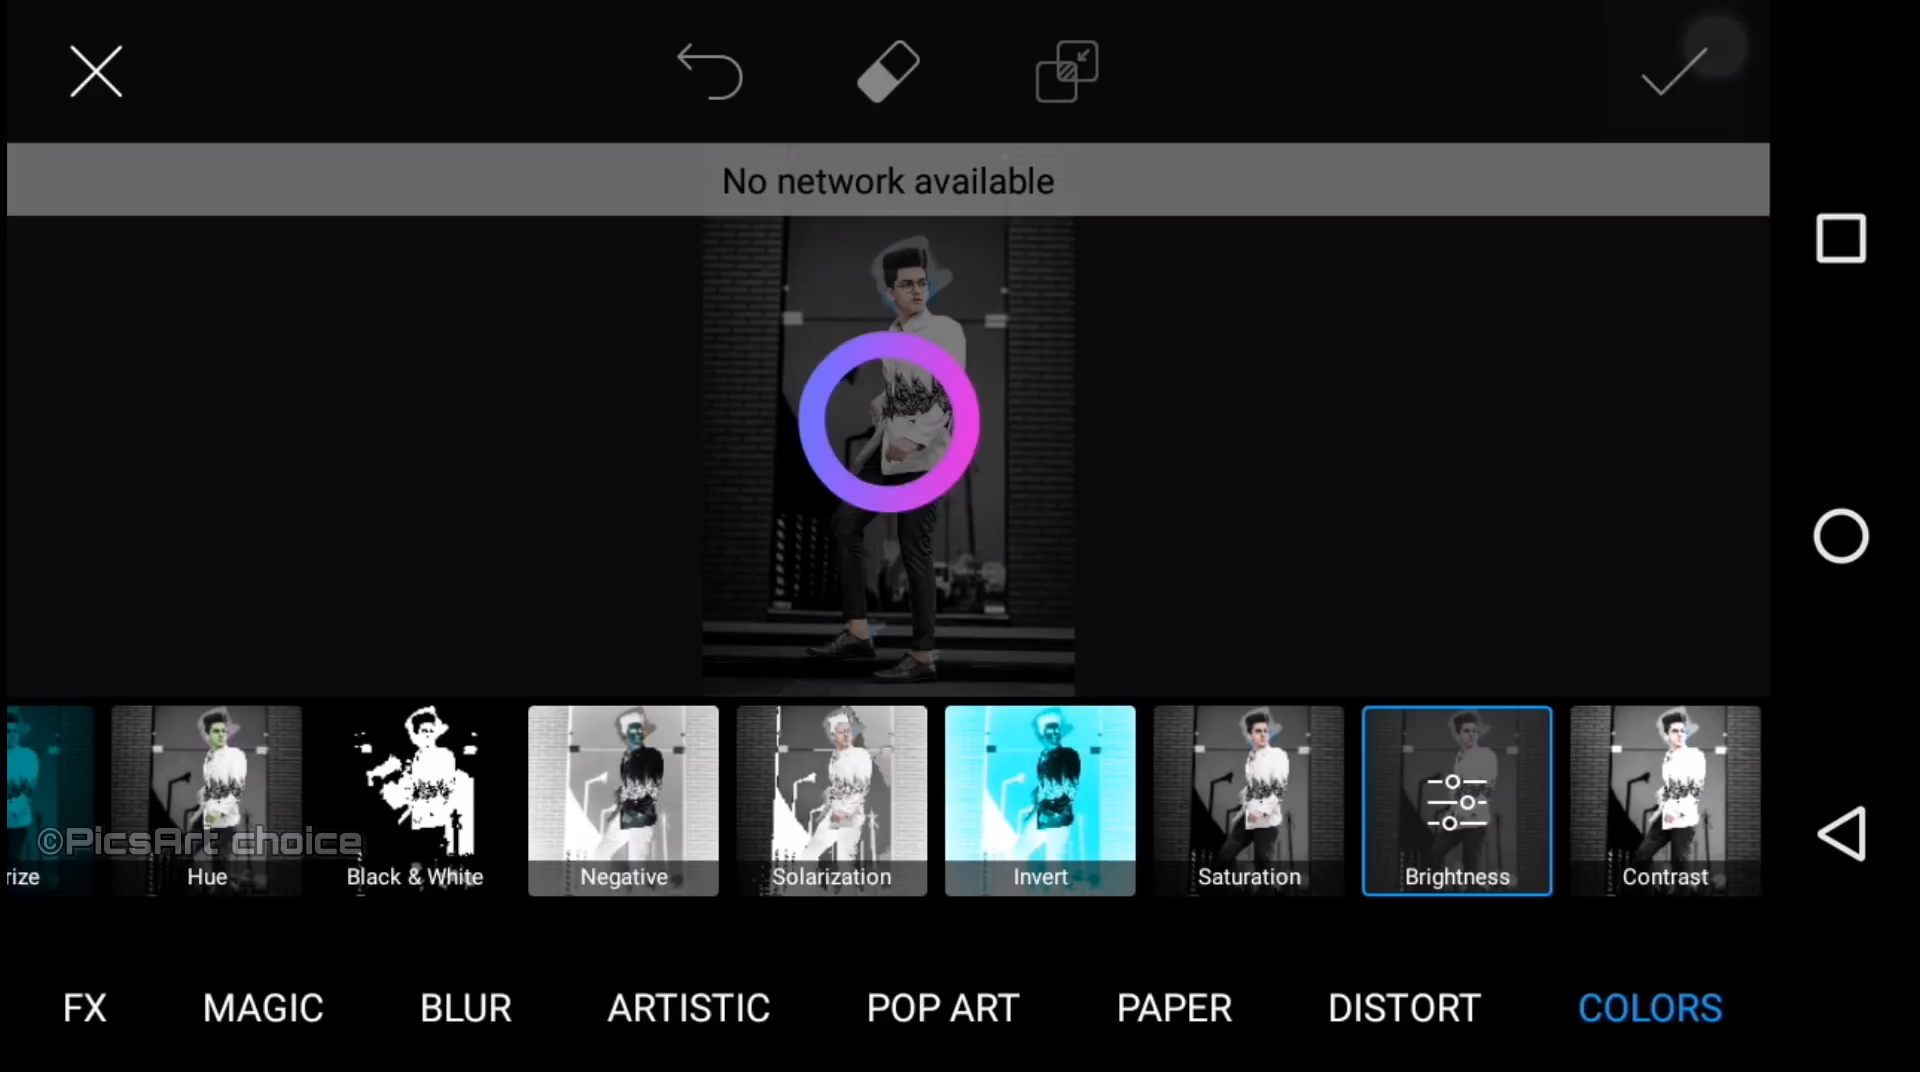 No network available
rize
Hue
Black & White
Negative
Solarization
Invert
Saturation
Brightness
Contrast
©PicsArt choice
FX
MAGIC
BLUR
ARTISTIC
POP ART
PAPER
DISTORT
COLORS